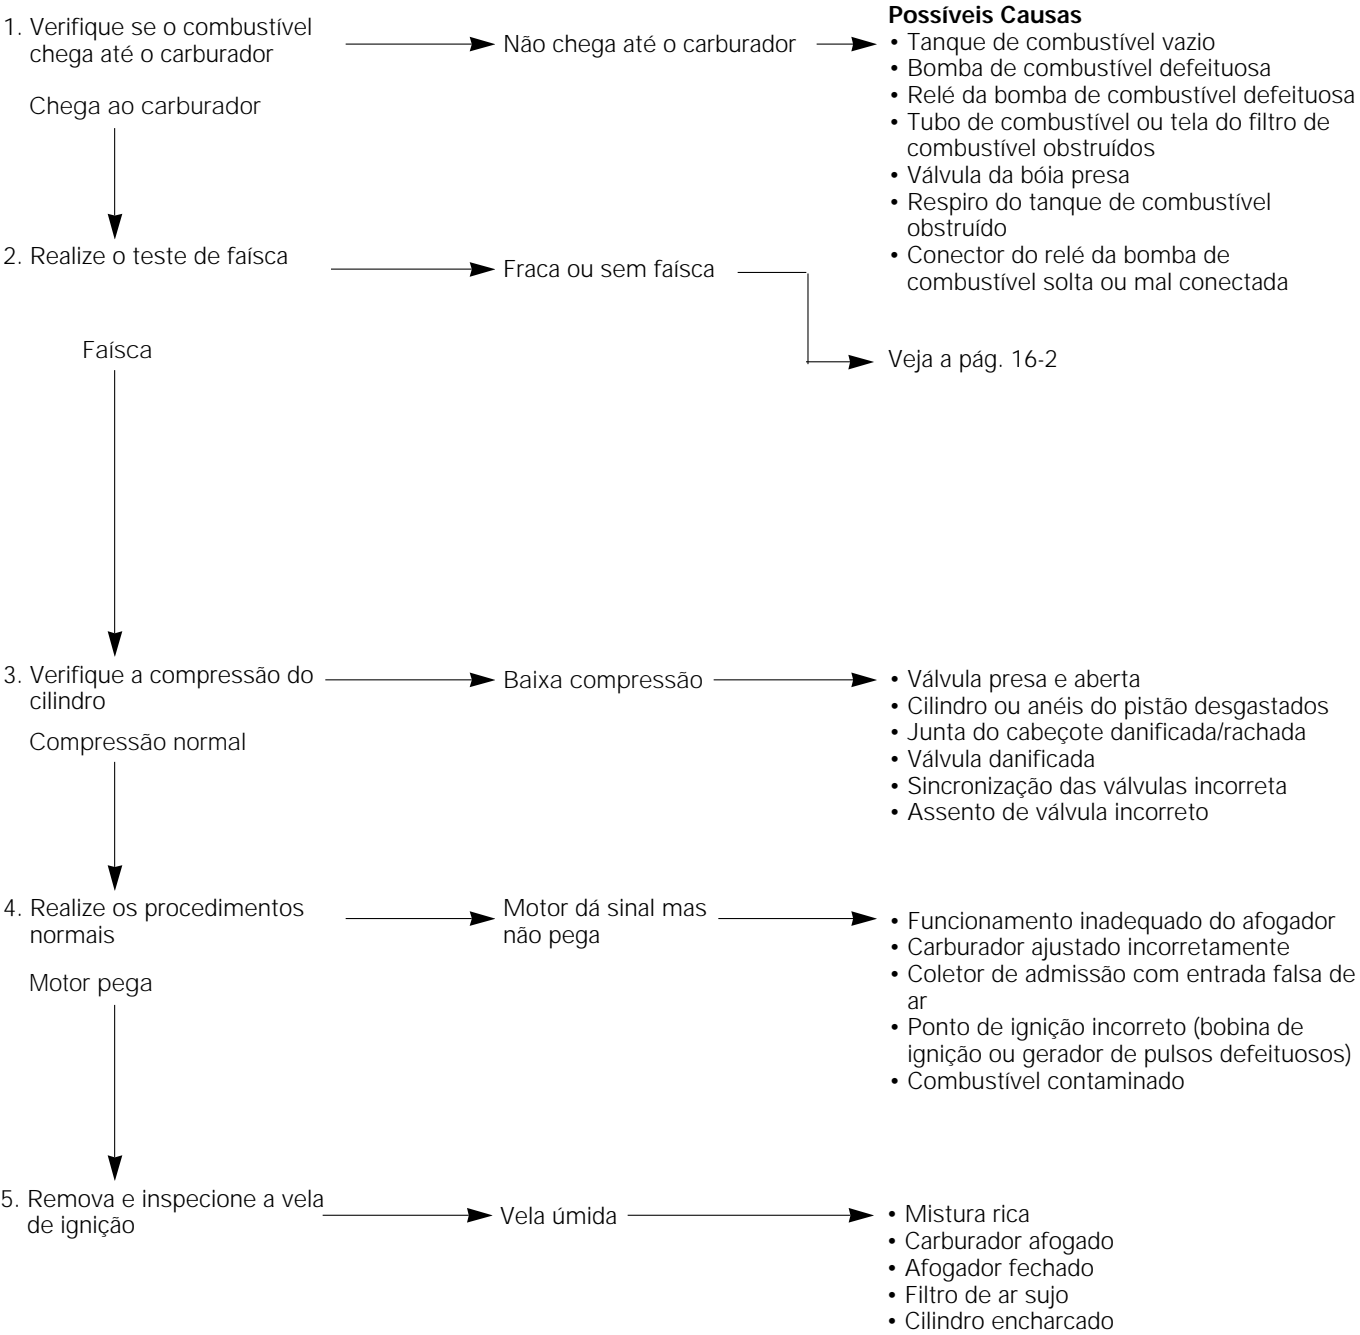 1. Verifique se o combustível
chega até o carburador
Não chega até o carburador
Possíveis Causas
• Tanque de combustível vazio
• Bomba de combustível defeituosa
• Relé da bomba de combustível defeituosa
• Tubo de combustível ou tela do filtro de
combustível obstruídos
• Válvula da bóia presa
• Respiro do tanque de combustível
obstruído
• Conector do relé da bomba de
combustível solta ou mal conectada
Chega ao carburador
2. Realize o teste de faísca
Fraca ou sem faísca
Veja a pág. 16-2
Faísca
3. Verifique a compressão do
cilindro
Baixa compressão
• Válvula presa e aberta
• Cilindro ou anéis do pistão desgastados
• Junta do cabeçote danificada/rachada
• Válvula danificada
• Sincronização das válvulas incorreta
• Assento de válvula incorreto
Compressão normal
4. Realize os procedimentos
normais
Motor dá sinal mas
não pega
• Funcionamento inadequado do afogador
• Carburador ajustado incorretamente
• Coletor de admissão com entrada falsa de
ar
• Ponto de ignição incorreto (bobina de
ignição ou gerador de pulsos defeituosos)
• Combustível contaminado
Motor pega
5. Remova e inspecione a vela
de ignição
Vela úmida
• Mistura rica
• Carburador afogado
• Afogador fechado
• Filtro de ar sujo
• Cilindro encharcado